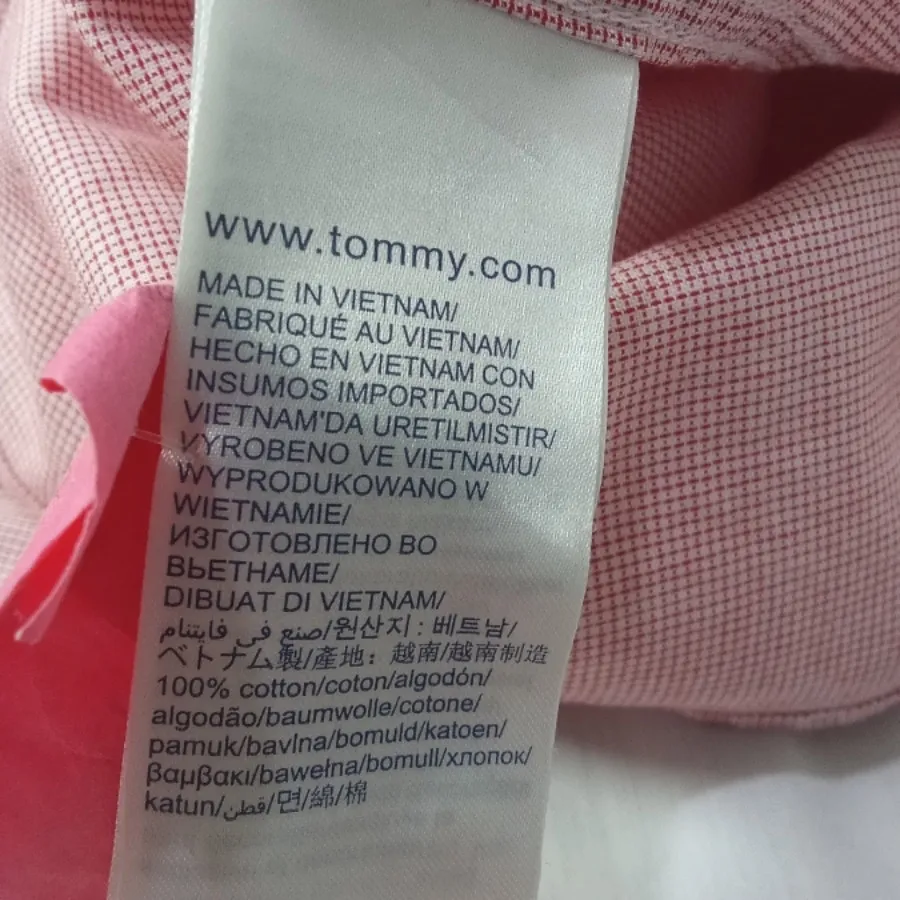 www.tommy.com
MADE IN VIETNAM/
FABRIQUÉ AU VIETNAM/
HECHO EN VIETNAM CON
INSUMOS IMPORTADOS/
VIETNAM'DA URETILMISTIR/
VYROBENO VE VIETNAMU/
WYPRODUKOWANO W
WIETNAMIE/
ИЗГОТОВЛЕНО ВО
ВЬЕТНАМЕ/
DIBUAT DI VIETNAM/
صنع في فايتنام/원산지 : 베트남/
ベトナム製/產地：越南/越南制造
100% cotton/coton/algodón/
algodão/baumwolle/cotone/
pamuk/bavlna/bomuld/katoen/
βαμβακι/bawełna/bomull/хлопок/
katun/قطن/면/綿/棉